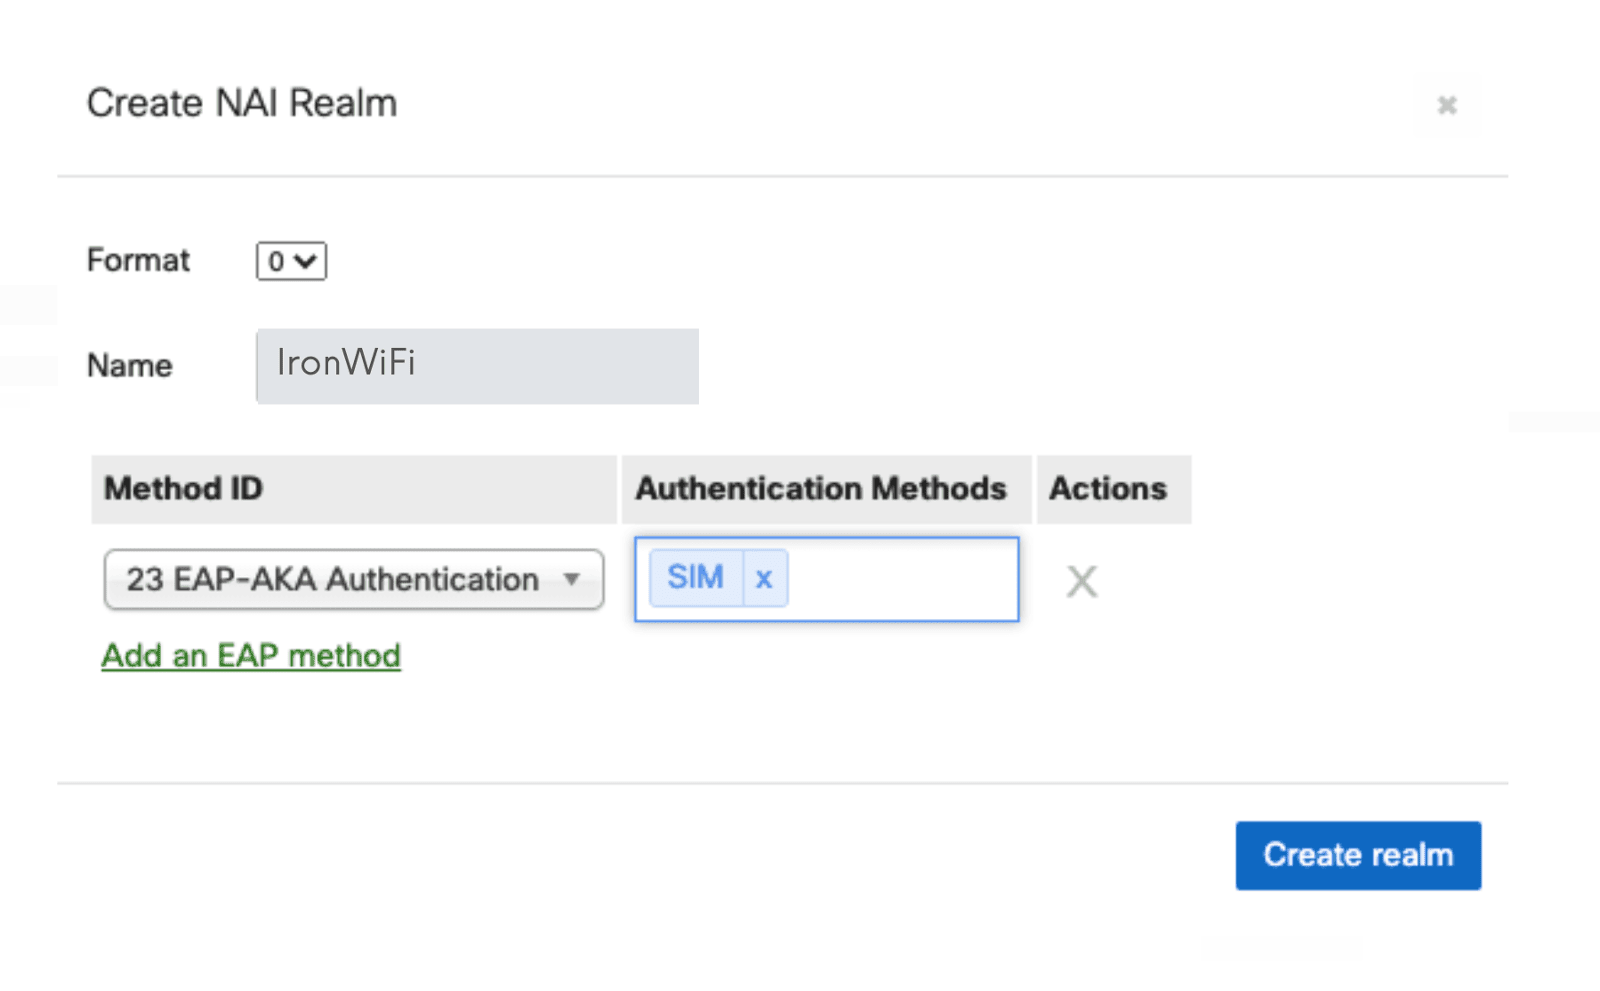 Create NAI Realm ✖
Format 0
Name IronWiFi
Method ID Authentication Methods Actions
23 EAP-AKA Authentication SIM x X
Add an EAP method
Create realm